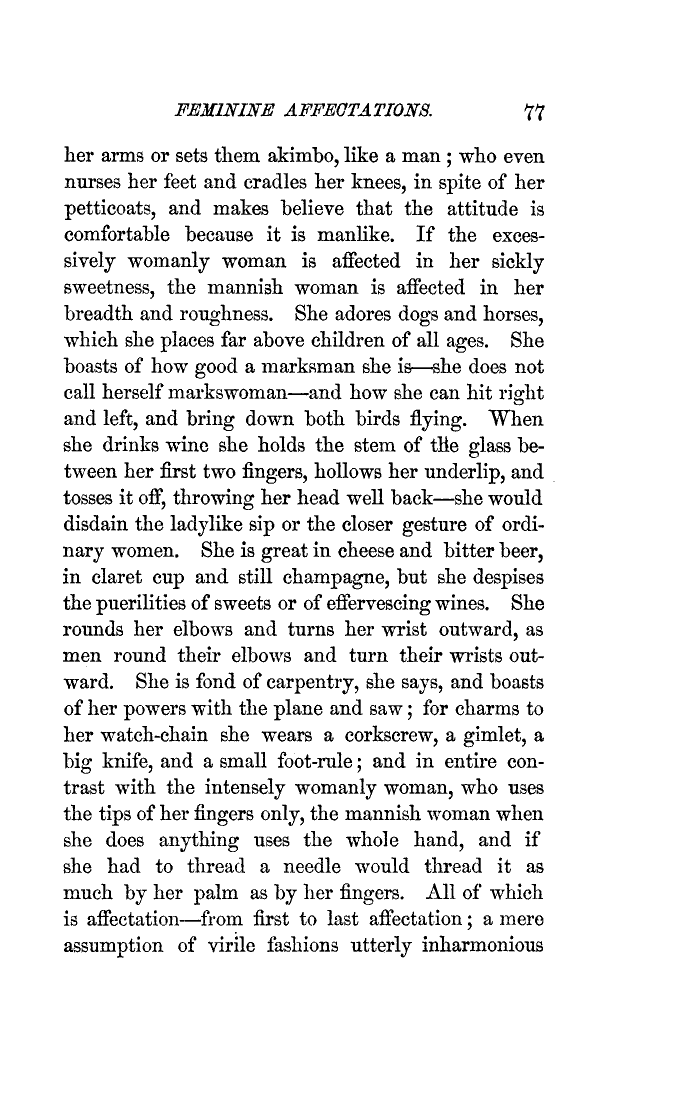 FEMININE AFFECTATIONS. 77
her arms or sets them akimbo, like a man ; who even
nurses her feet and cradles her knees, in spite of her
petticoats, and makes believe that the attitude is
comfortable because it is manlike. If the exces-
sively womanly woman is affected in her sickly
sweetness, the mannish woman is affected in her
breadth and roughness. She adores dogs and horses,
which she places far above children of all ages. She
boasts of how good a marksman she is—she does not
call herself markswoman—and how she can hit right
and left, and bring down both birds flying. When
she drinks wine she holds the stem of the glass be-
tween her first two fingers, hollows her underlip, and
tosses it off, throwing her head well back—she would
disdain the ladylike sip or the closer gesture of ordi-
nary women. She is great in cheese and bitter beer,
in claret cup and still champagne, but she despises
the puerilities of sweets or of effervescing wines. She
rounds her elbows and turns her wrist outward, as
men round their elbows and turn their wrists out-
ward. She is fond of carpentry, she says, and boasts
of her powers with the plane and saw ; for charms to
her watch-chain she wears a corkscrew, a gimlet, a
big knife, and a small foot-rule ; and in entire con-
trast with the intensely womanly woman, who uses
the tips of her fingers only, the mannish woman when
she does anything uses the whole hand, and if
she had to thread a needle would thread it as
much by her palm as by her fingers. All of which
is affectation—from first to last affectation ; a mere
assumption of virile fashions utterly inharmonious